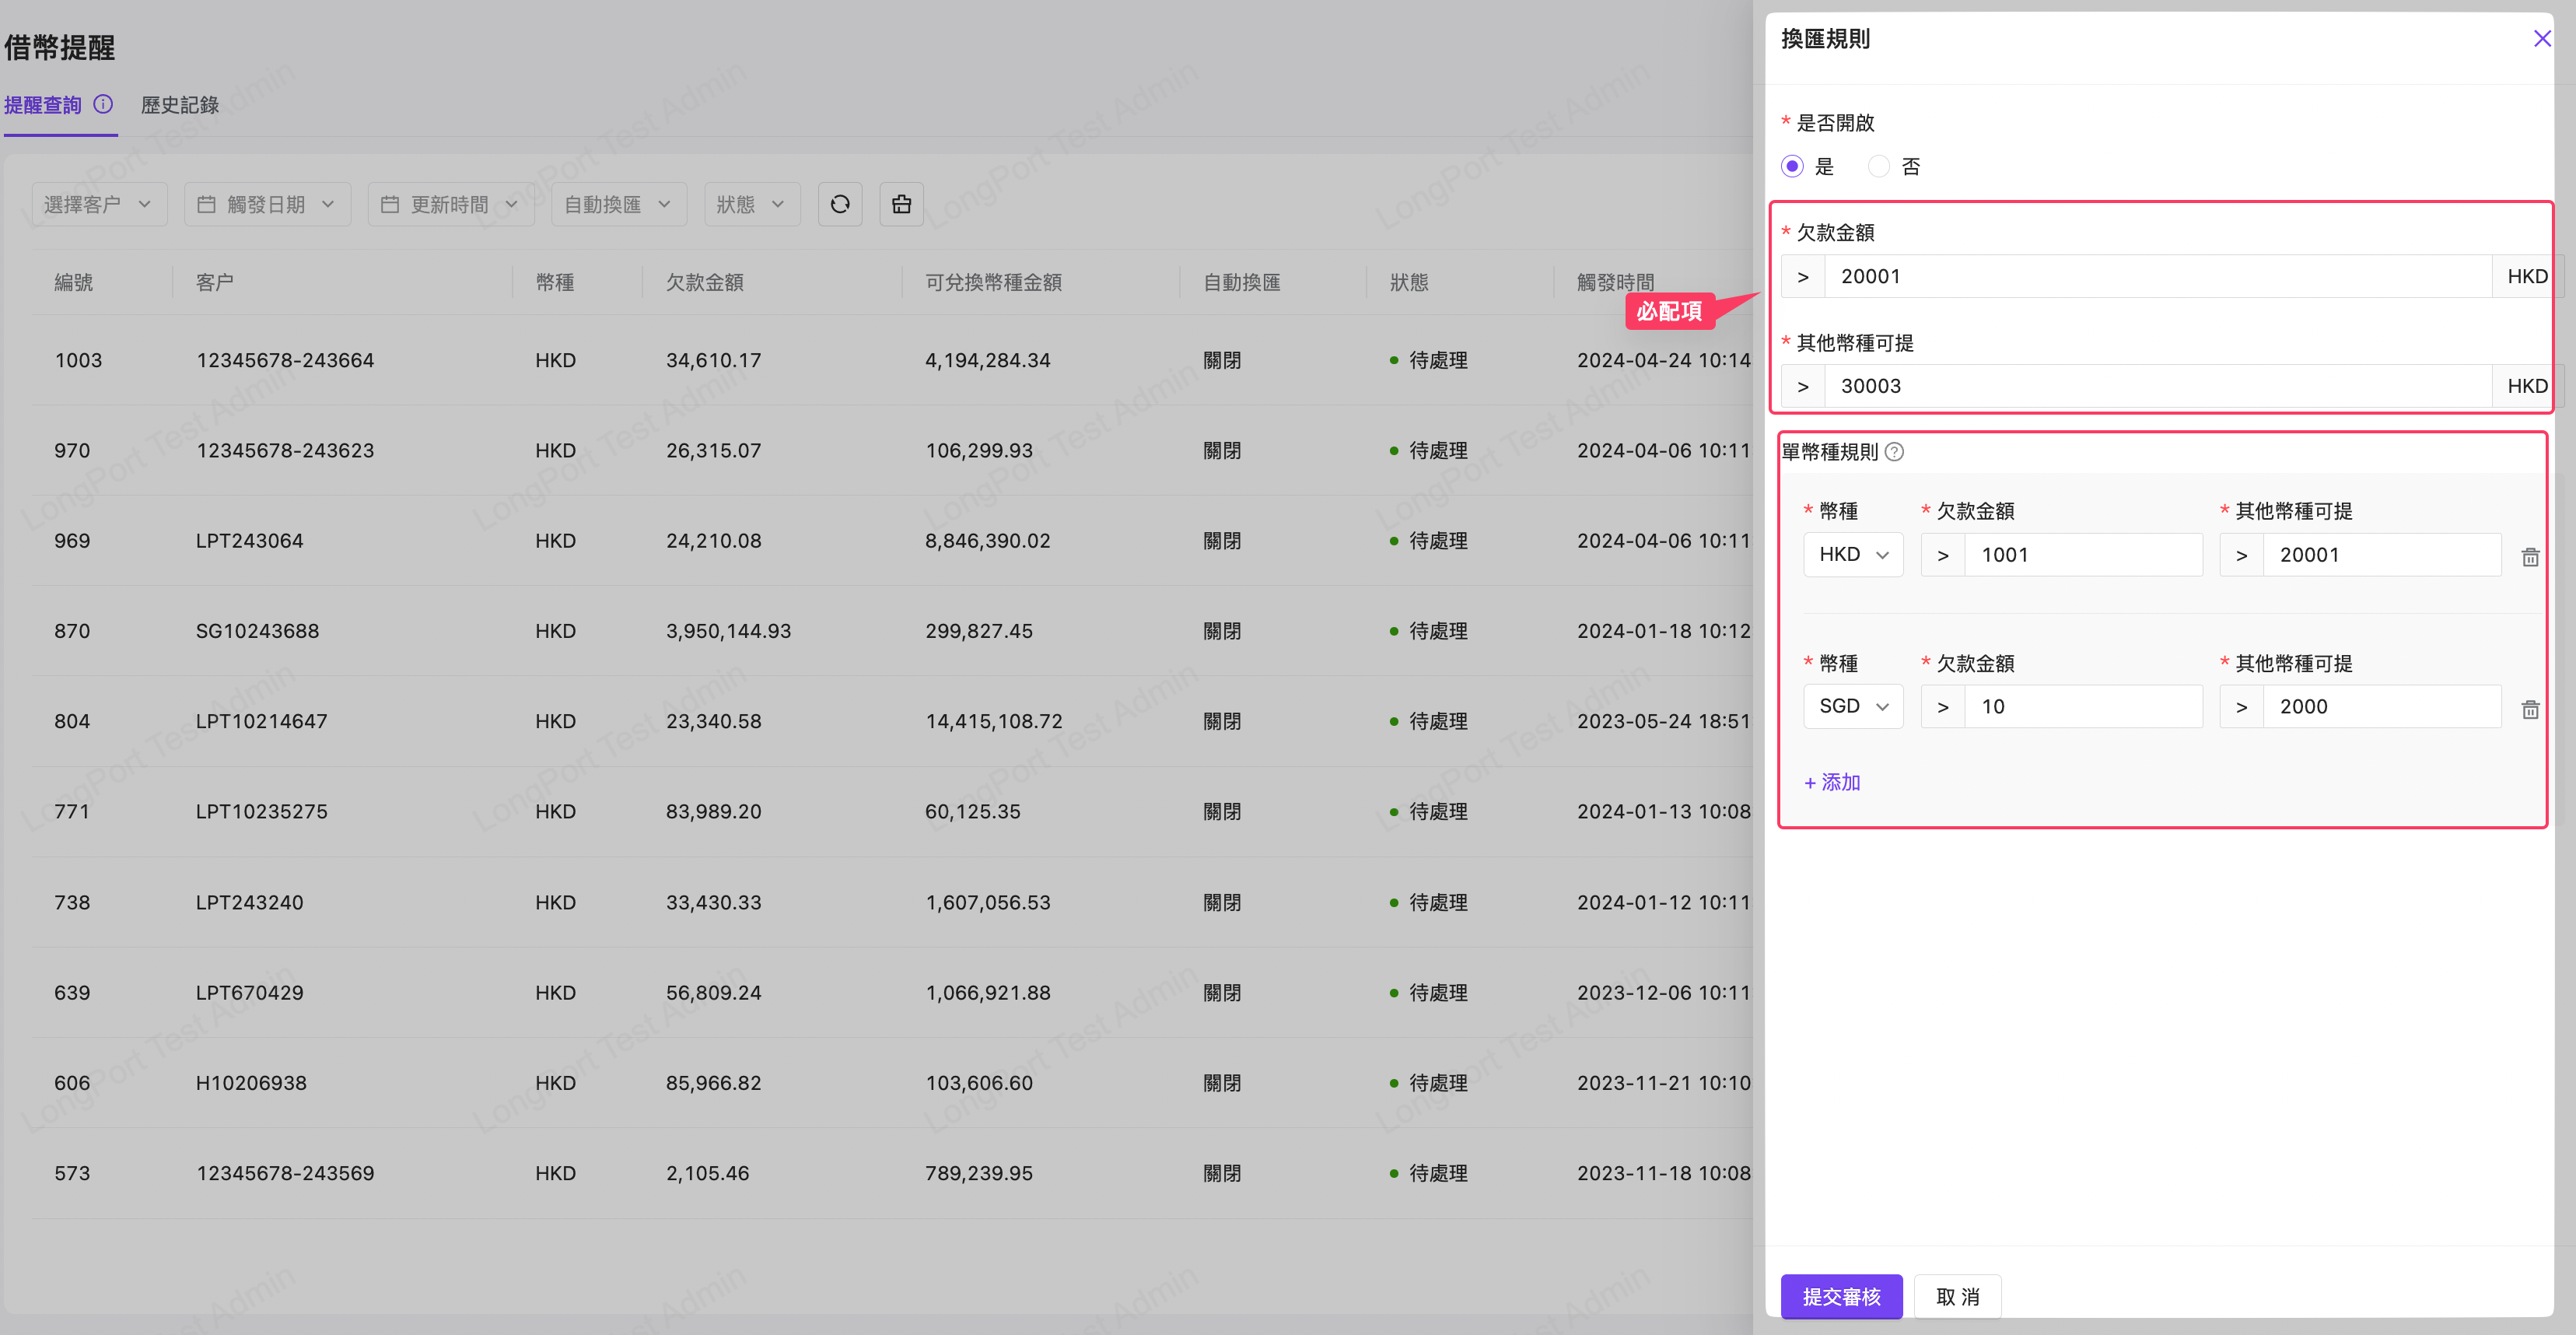 借幣提醒
提醒查詢 歷史記錄
選擇客户 觸發日期 更新時間 自動換匯 狀態
編號 客户 幣種 欠款金額 可兌換幣種金額 自動換匯 狀態 觸發時間
1003 12345678-243664 HKD 34,610.17 4,194,284.34 關閉 待處理 2024-04-24 10:14
970 12345678-243623 HKD 26,315.07 106,299.93 關閉 待處理 2024-04-06 10:11
969 LPT243064 HKD 24,210.08 8,846,390.02 關閉 待處理 2024-04-06 10:11
870 SG10243688 HKD 3,950,144.93 299,827.45 關閉 待處理 2024-01-18 10:12
804 LPT10214647 HKD 23,340.58 14,415,108.72 關閉 待處理 2023-05-24 18:51
771 LPT10235275 HKD 83,989.20 60,125.35 關閉 待處理 2024-01-13 10:08
738 LPT243240 HKD 33,430.33 1,607,056.53 關閉 待處理 2024-01-12 10:11
639 LPT670429 HKD 56,809.24 1,066,921.88 關閉 待處理 2023-12-06 10:11
606 H10206938 HKD 85,966.82 103,606.60 關閉 待處理 2023-11-21 10:10
573 12345678-243569 HKD 2,105.46 789,239.95 關閉 待處理 2023-11-18 10:08
LongPort Test Admin
必配項
換匯規則
* 是否開啟
是 否
* 欠款金額
> 20001 HKD
* 其他幣種可提
> 30003 HKD
單幣種規則
* 幣種 * 欠款金額 * 其他幣種可提
HKD > 1001 > 20001
* 幣種 * 欠款金額 * 其他幣種可提
SGD > 10 > 2000
+ 添加
提交審核 取 消